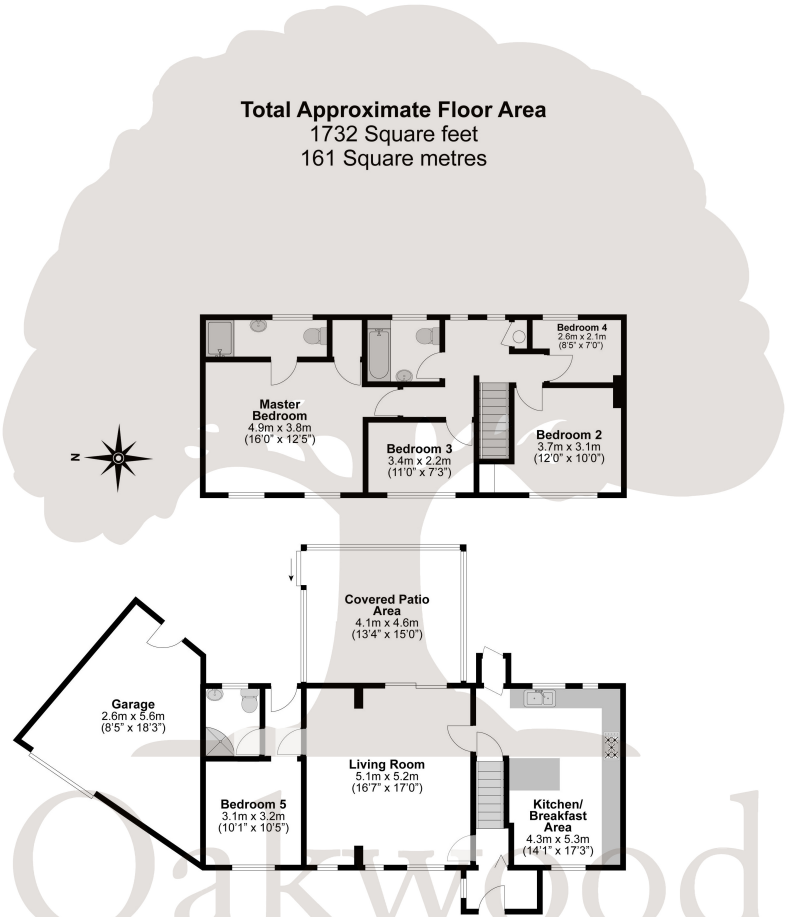 Total Approximate Floor Area
1732 Square feet
161 Square metres
Bedroom 4
2.6m x 2.1m
(8'5" x 7'0")
Master
Bedroom
4.9m x 3.8m
(16'0" x 12'5")
Bedroom 3
3.4m x 2.2m
(11'0" x 7'3")
Bedroom 2
3.7m x 3.1m
(12'0" x 10'0")
N
Covered Patio
Area
4.1m x 4.6m
(13'4" x 15'0")
Garage
2.6m x 5.6m
(8'5" x 18'3")
Living Room
5.1m x 5.2m
(16'7" x 17'0")
Bedroom 5
3.1m x 3.2m
(10'1" x 10'5")
Kitchen/
Breakfast
Area
4.3m x 5.3m
(14'1" x 17'3")
Oakwood